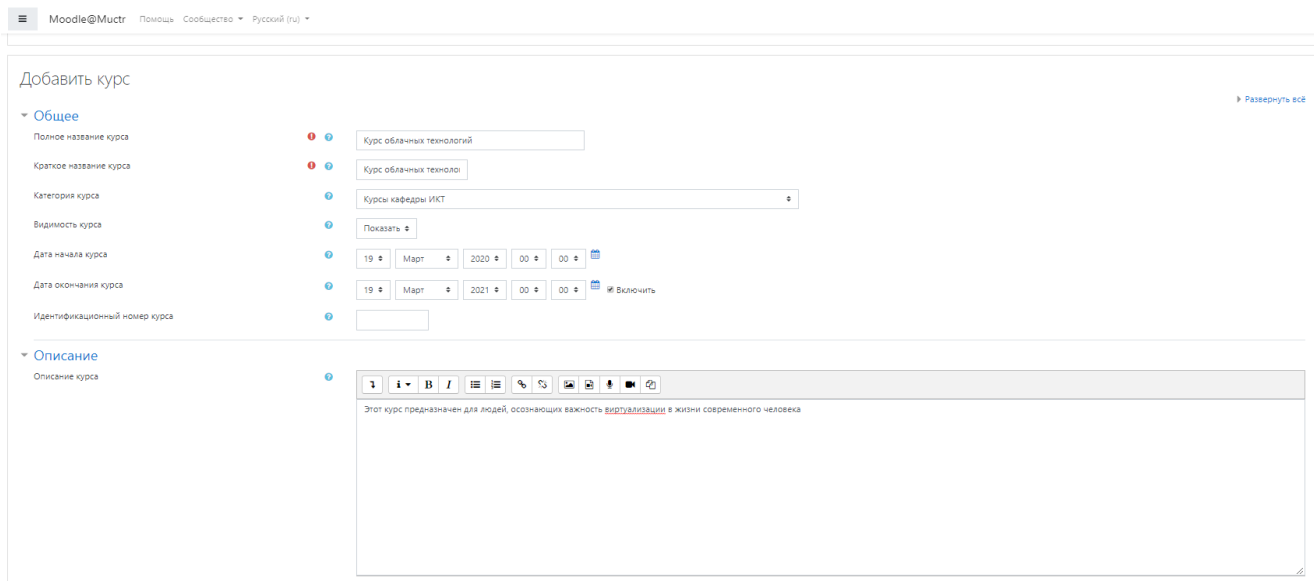 Moodle@Muctr Помощь Сообщество Русский (ru)
Добавить курс
Развернуть всё
Общее
Полное название курса Курс облачных технологий
Краткое название курса Курс облачных техноло
Категория курса Курсы кафедры ИКТ
Видимость курса Показать
Дата начала курса 19 Март 2020 00 00
Дата окончания курса 19 Март 2021 00 00 Включить
Идентификационный номер курса
Описание
Описание курса
i B I
Этот курс предназначен для людей, осознающих важность виртуализации в жизни современного человека